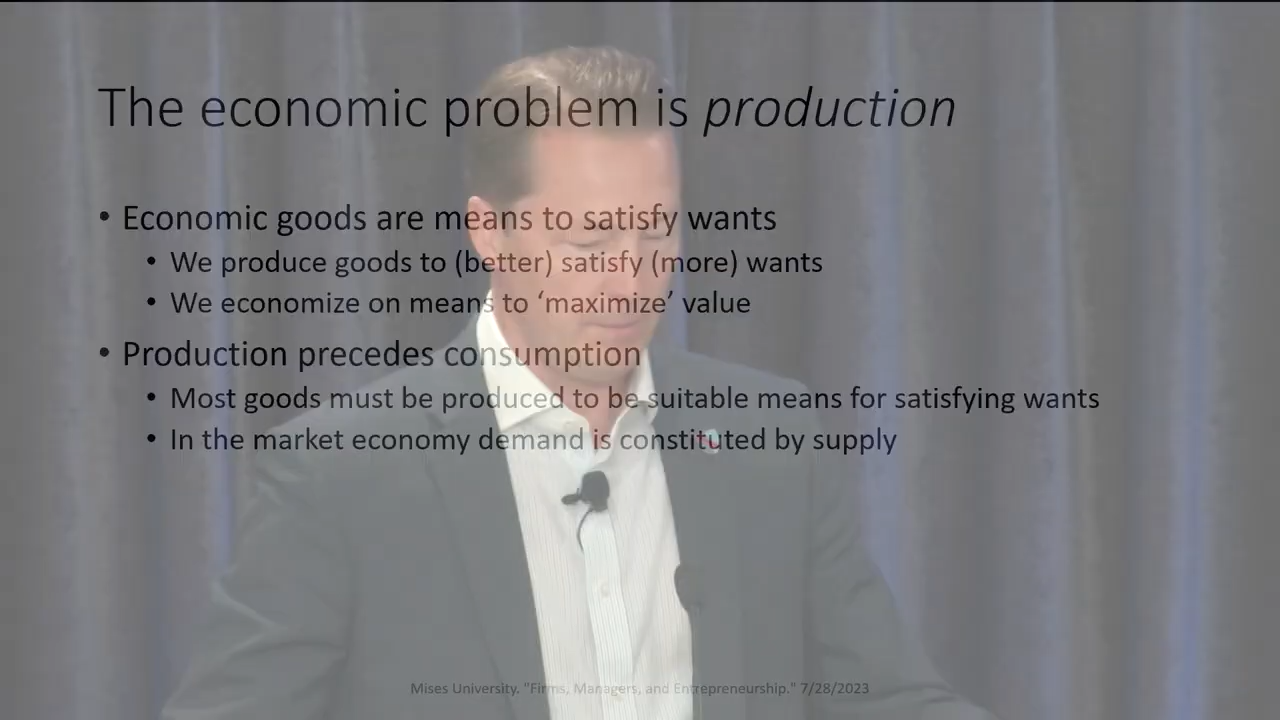 The economic problem is production
• Economic goods are means to satisfy wants
• We produce goods to (better) satisfy (more) wants
• We economize on means to ‘maximize’ value
• Production precedes consumption
• Most goods must be produced to be suitable means for satisfying wants
• In the market economy demand is constituted by supply
Mises University. "Firms, Managers, and Entrepreneurship." 7/28/2023